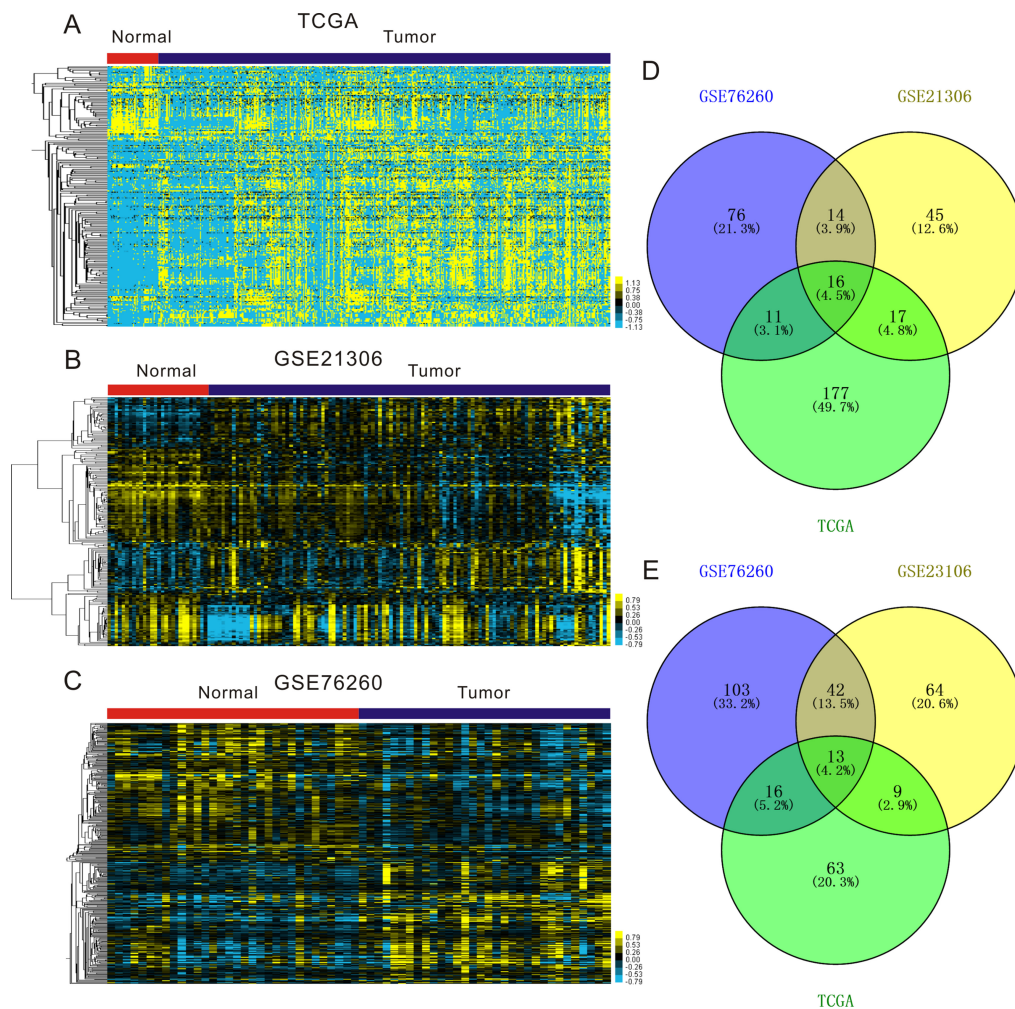 A
TCGA
Normal
Tumor
1.13
0.75
0.38
0.00
-0.38
-0.75
-1.13
B
GSE21306
Normal
Tumor
0.79
0.53
0.26
0.00
-0.26
-0.53
-0.79
C
GSE76260
Normal
Tumor
0.79
0.53
0.26
0.00
-0.26
-0.53
-0.79
D
GSE76260
GSE21306
76
(21.3%)
14
(3.9%)
45
(12.6%)
16
(4.5%)
11
(3.1%)
17
(4.8%)
177
(49.7%)
TCGA
E
GSE76260
GSE23106
103
(33.2%)
42
(13.5%)
64
(20.6%)
13
(4.2%)
16
(5.2%)
9
(2.9%)
63
(20.3%)
TCGA